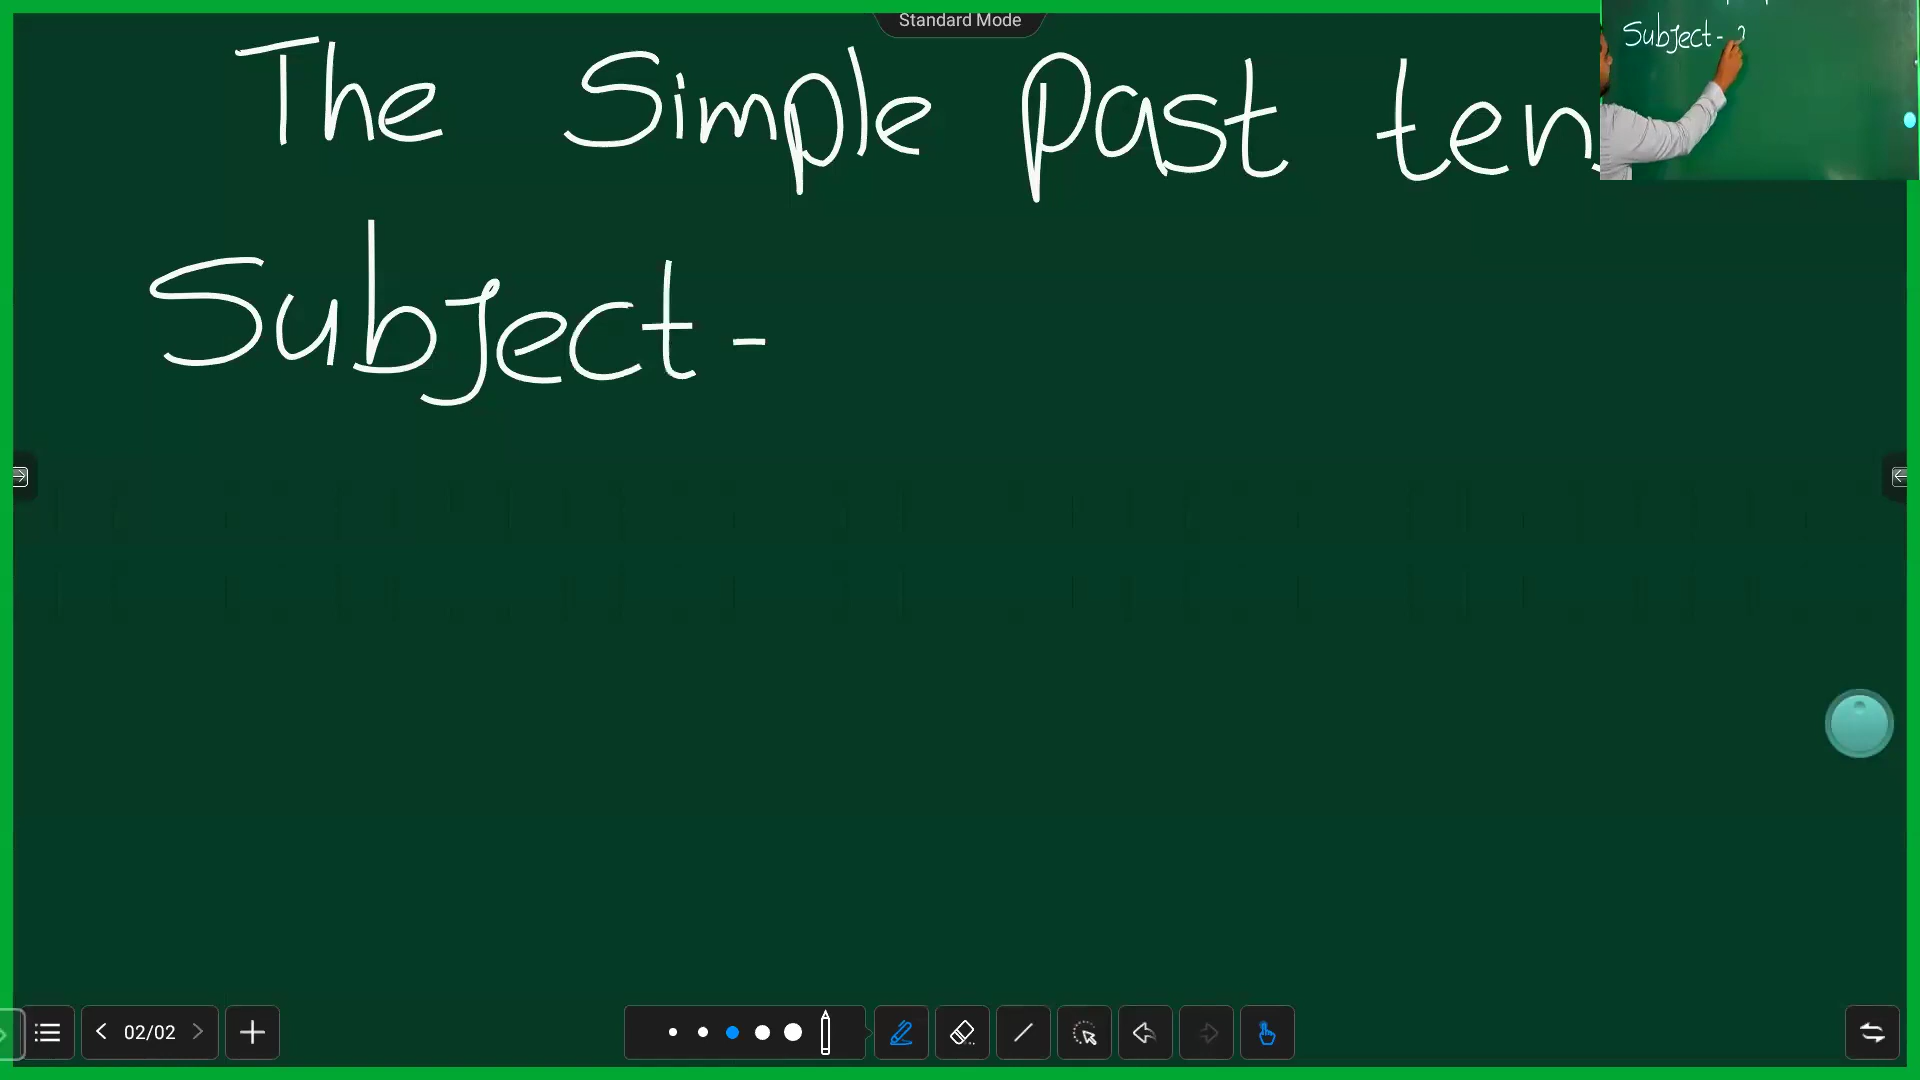 Standard Mode
The Simple past ten
Subject -
Subject -
02/02